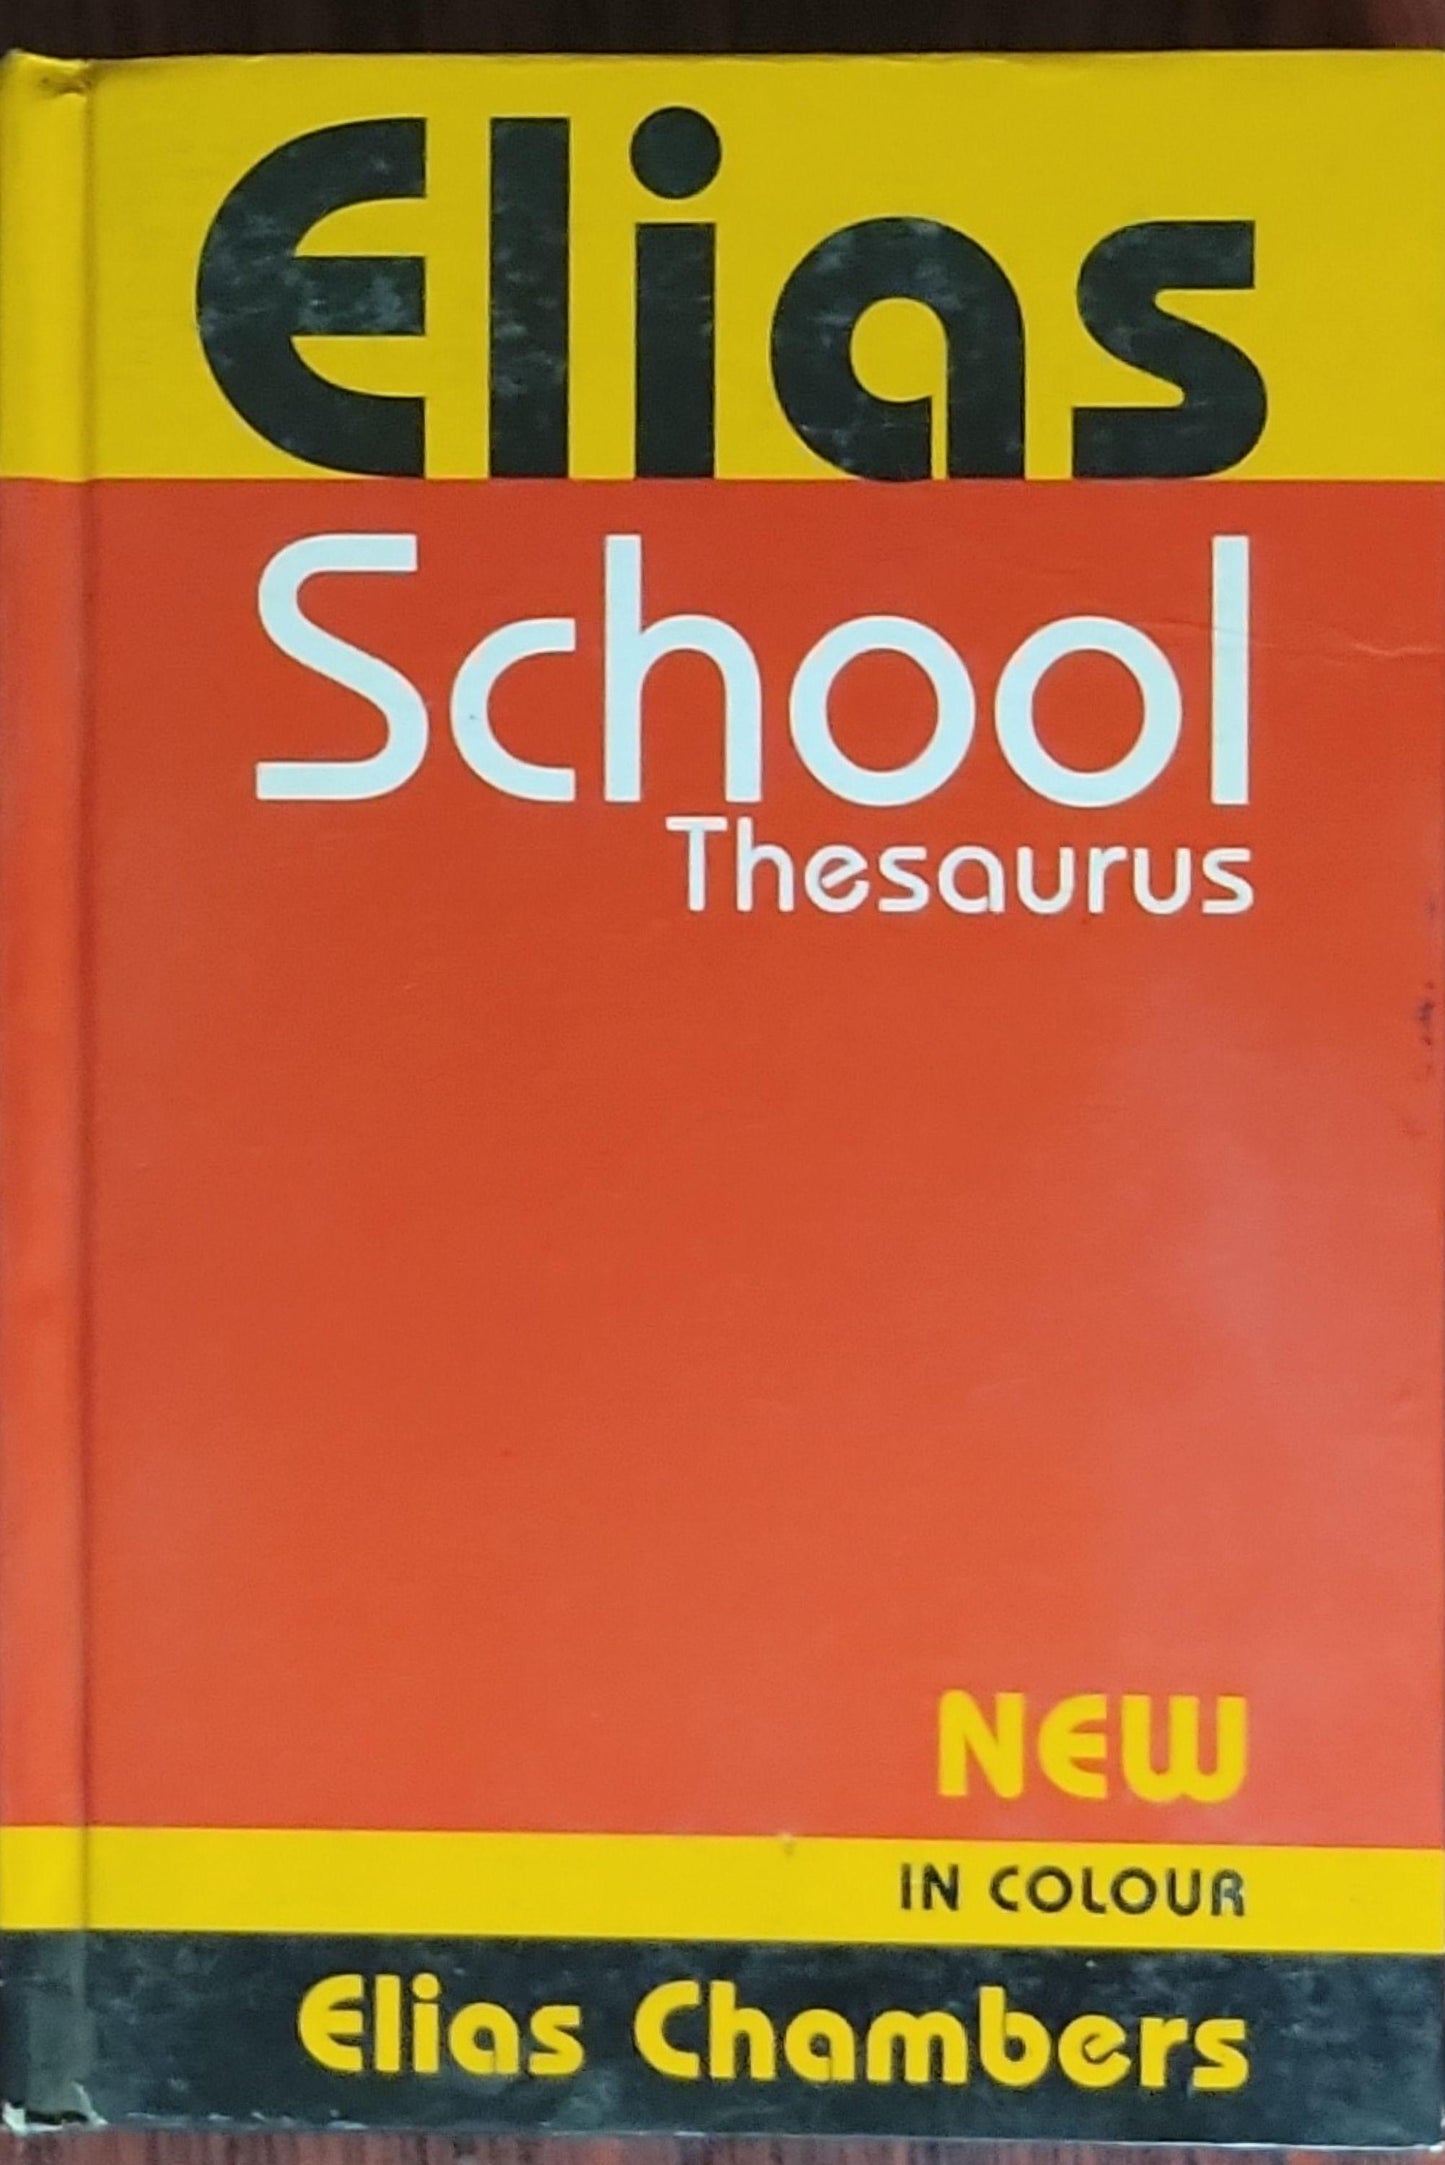 Elias
School
Thesaurus
NEW
IN COLOUR
Elias Chambers